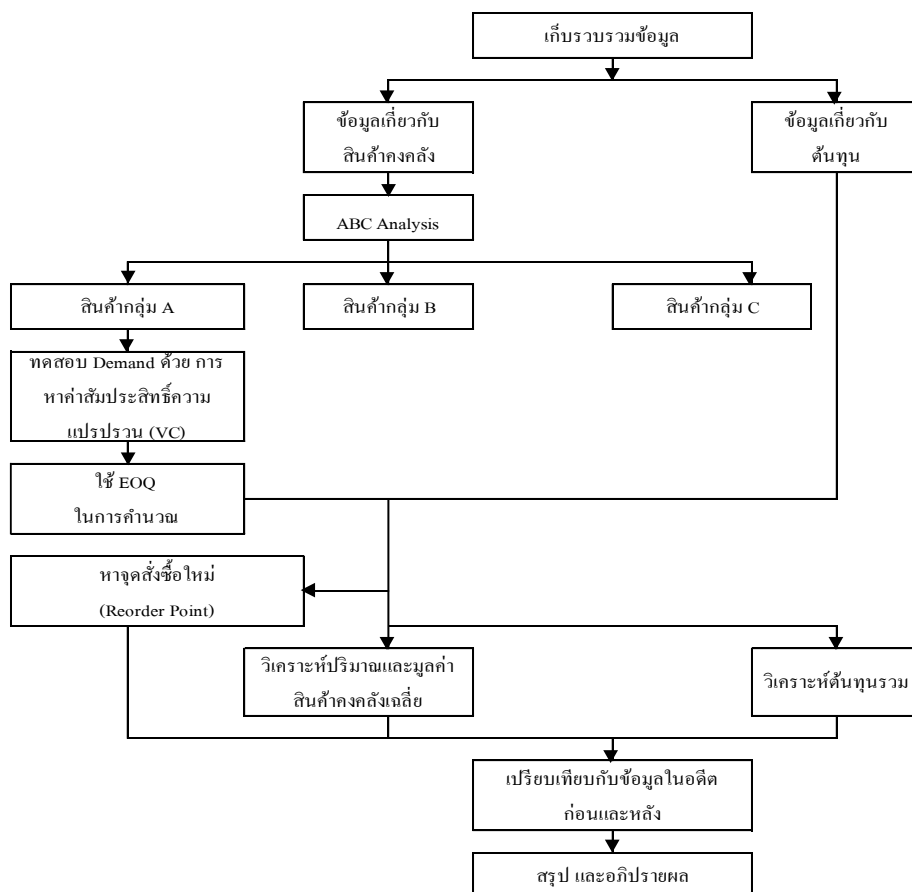 เก็บรวบรวมข้อมูล
ข้อมูลเกี่ยวกับ
สินค้าคงคลัง
ข้อมูลเกี่ยวกับ
ต้นทุน
ABC Analysis
สินค้ากลุ่ม A
สินค้ากลุ่ม B
สินค้ากลุ่ม C
ทดสอบ Demand ด้วย การ
หาค่าสัมประสิทธิ์ความ
แปรปรวน (VC)
ใช้ EOQ
ในการคำนวณ
หาจุดสั่งซื้อใหม่
(Reorder Point)
วิเคราะห์ปริมาณและมูลค่า
สินค้าคงคลังเฉลี่ย
วิเคราะห์ต้นทุนรวม
เปรียบเทียบกับข้อมูลในอดีต
ก่อนและหลัง
สรุป และอภิปรายผล